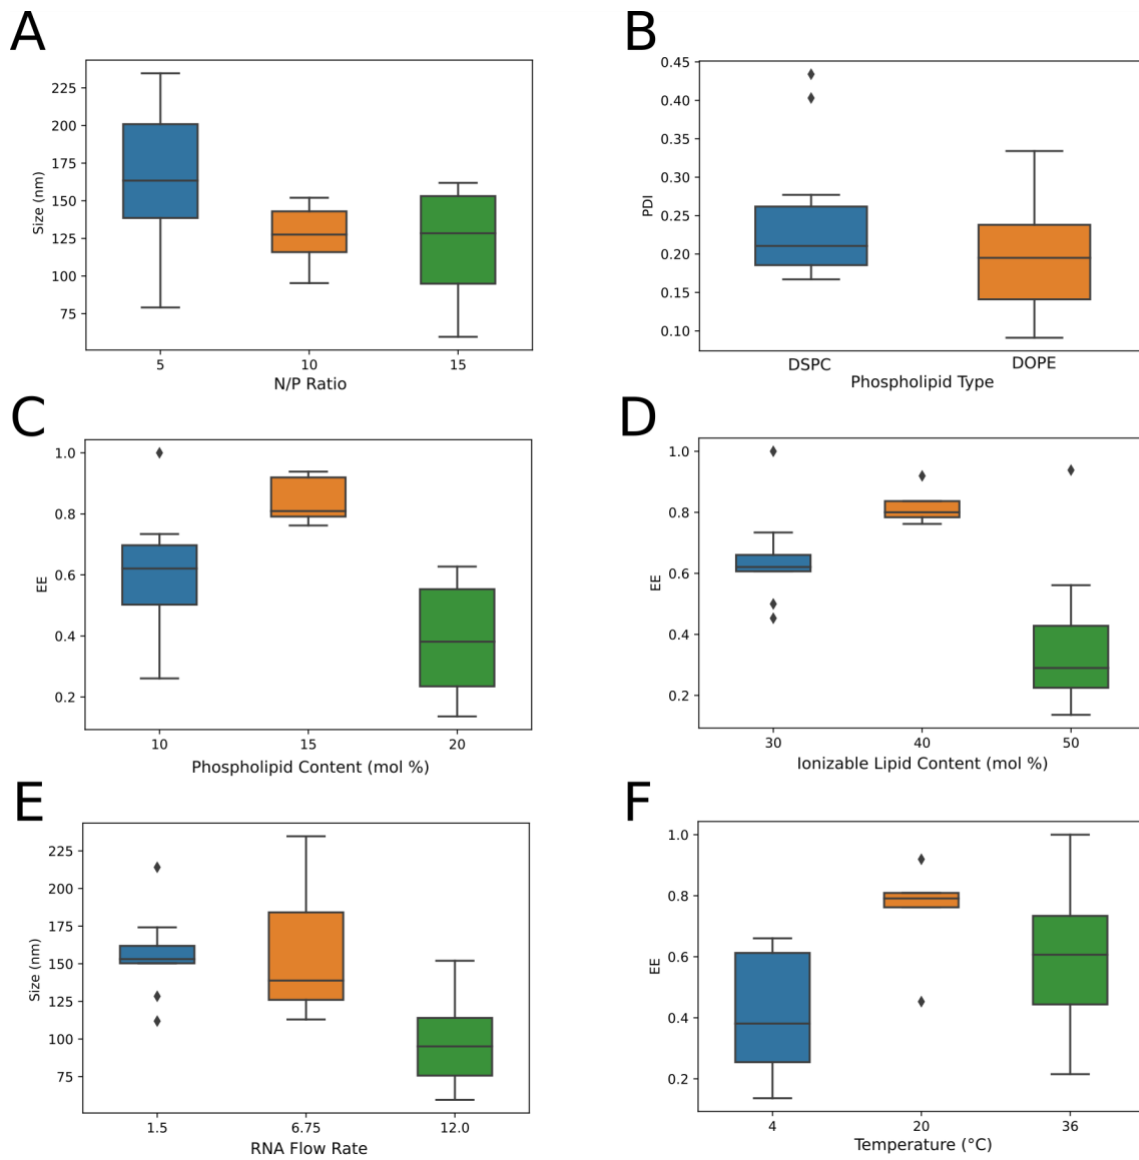 A
Size (nm)
225
200
175
150
125
100
75
5 10 15
N/P Ratio
B
PDI
0.45
0.40
0.35
0.30
0.25
0.20
0.15
0.10
DSPC DOPE
Phospholipid Type
C
EE
1.0
0.8
0.6
0.4
0.2
10 15 20
Phospholipid Content (mol %)
D
EE
1.0
0.8
0.6
0.4
0.2
30 40 50
Ionizable Lipid Content (mol %)
E
Size (nm)
225
200
175
150
125
100
75
1.5 6.75 12.0
RNA Flow Rate
F
EE
1.0
0.8
0.6
0.4
0.2
4 20 36
Temperature (°C)